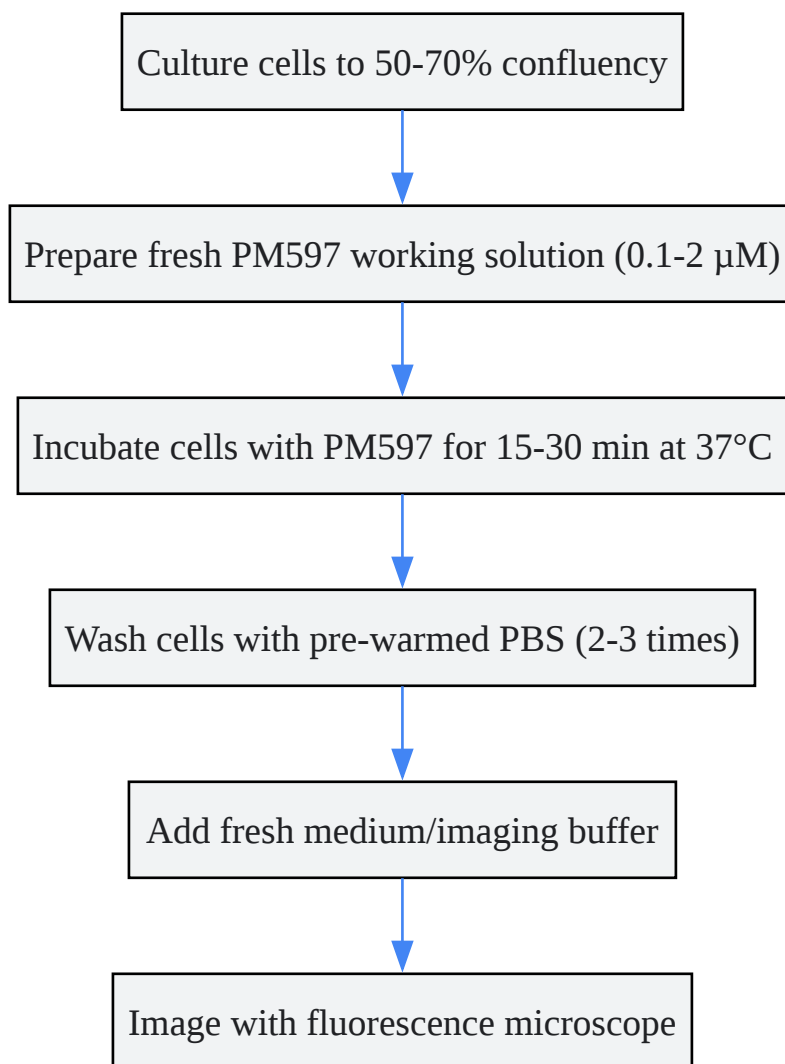 Culture cells to 50-70% confluency
Prepare fresh PM597 working solution (0.1-2 µM)
Incubate cells with PM597 for 15-30 min at 37°C
Wash cells with pre-warmed PBS (2-3 times)
Add fresh medium/imaging buffer
Image with fluorescence microscope